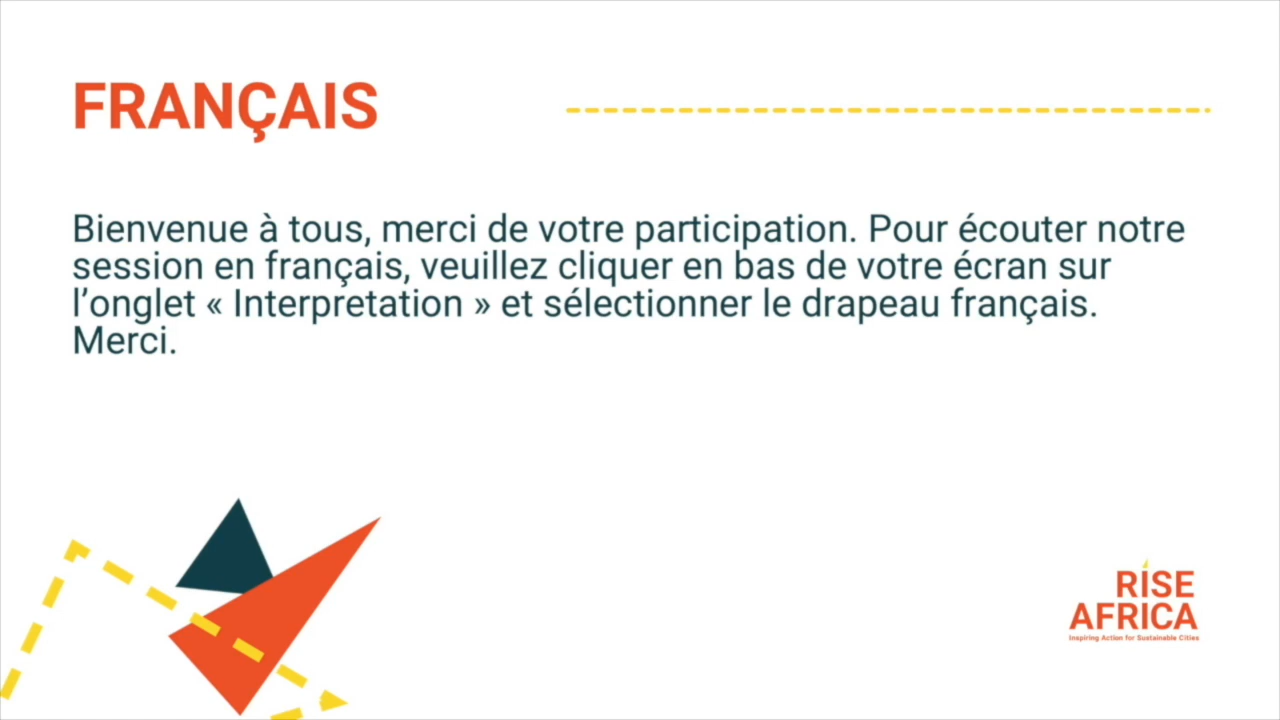 FRANÇAIS
Bienvenue à tous, merci de votre participation. Pour écouter notre
session en français, veuillez cliquer en bas de votre écran sur
l’onglet « Interpretation » et sélectionner le drapeau français.
Merci.
RISE
AFRICA
Inspiring Action for Sustainable Cities